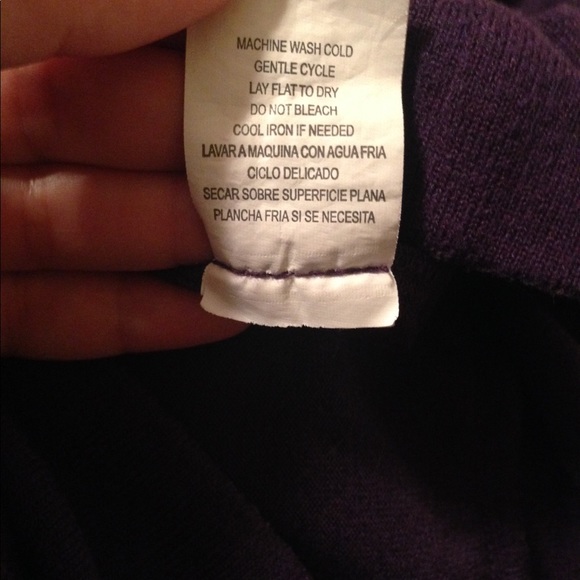 MACHINE WASH COLD
GENTLE CYCLE
LAY FLAT TO DRY
DO NOT BLEACH
COOL IRON IF NEEDED
LAVAR A MAQUINA CON AGUA FRIA
CICLO DELICADO
SECAR SOBRE SUPERFICIE PLANA
PLANCHA FRIA SI SE NECESITA